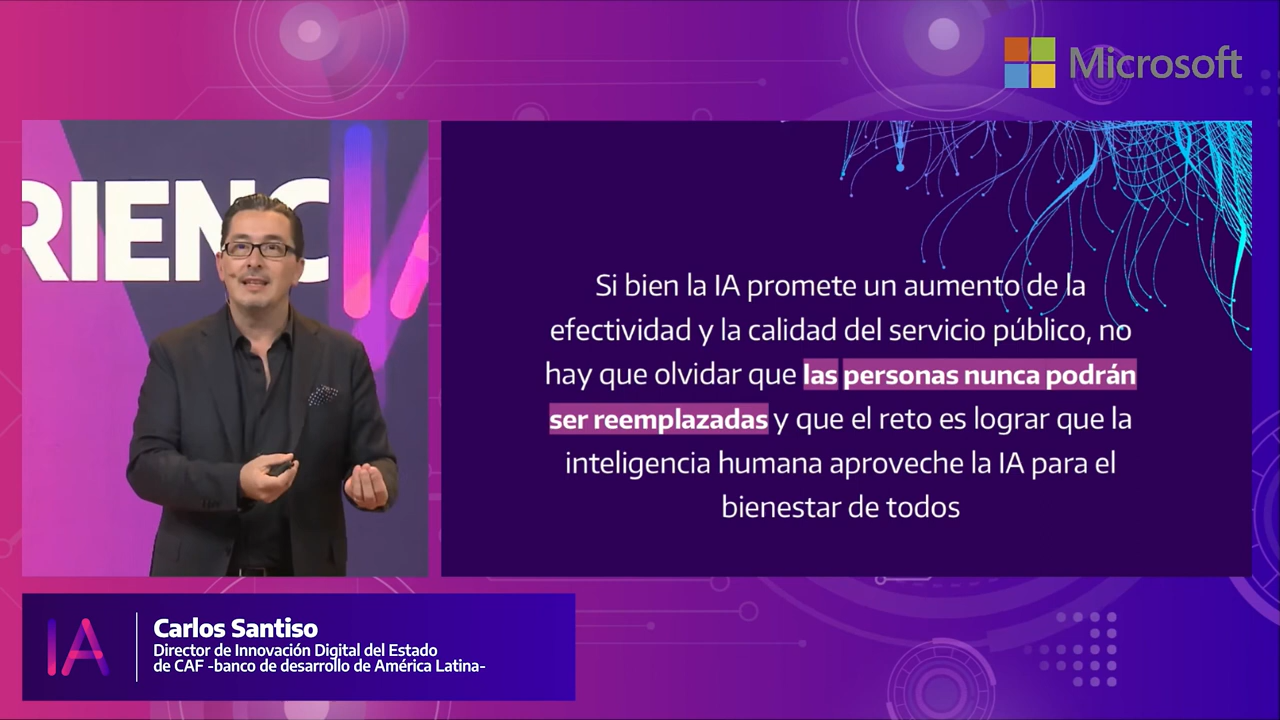 Microsoft
RIENC
Si bien la IA promete un aumento de la
efectividad y la calidad del servicio público, no
hay que olvidar que las personas nunca podrán
ser reemplazadas y que el reto es lograr que la
inteligencia humana aproveche la IA para el
bienestar de todos
IA
Carlos Santiso
Director de Innovación Digital del Estado
de CAF -banco de desarrollo de América Latina-